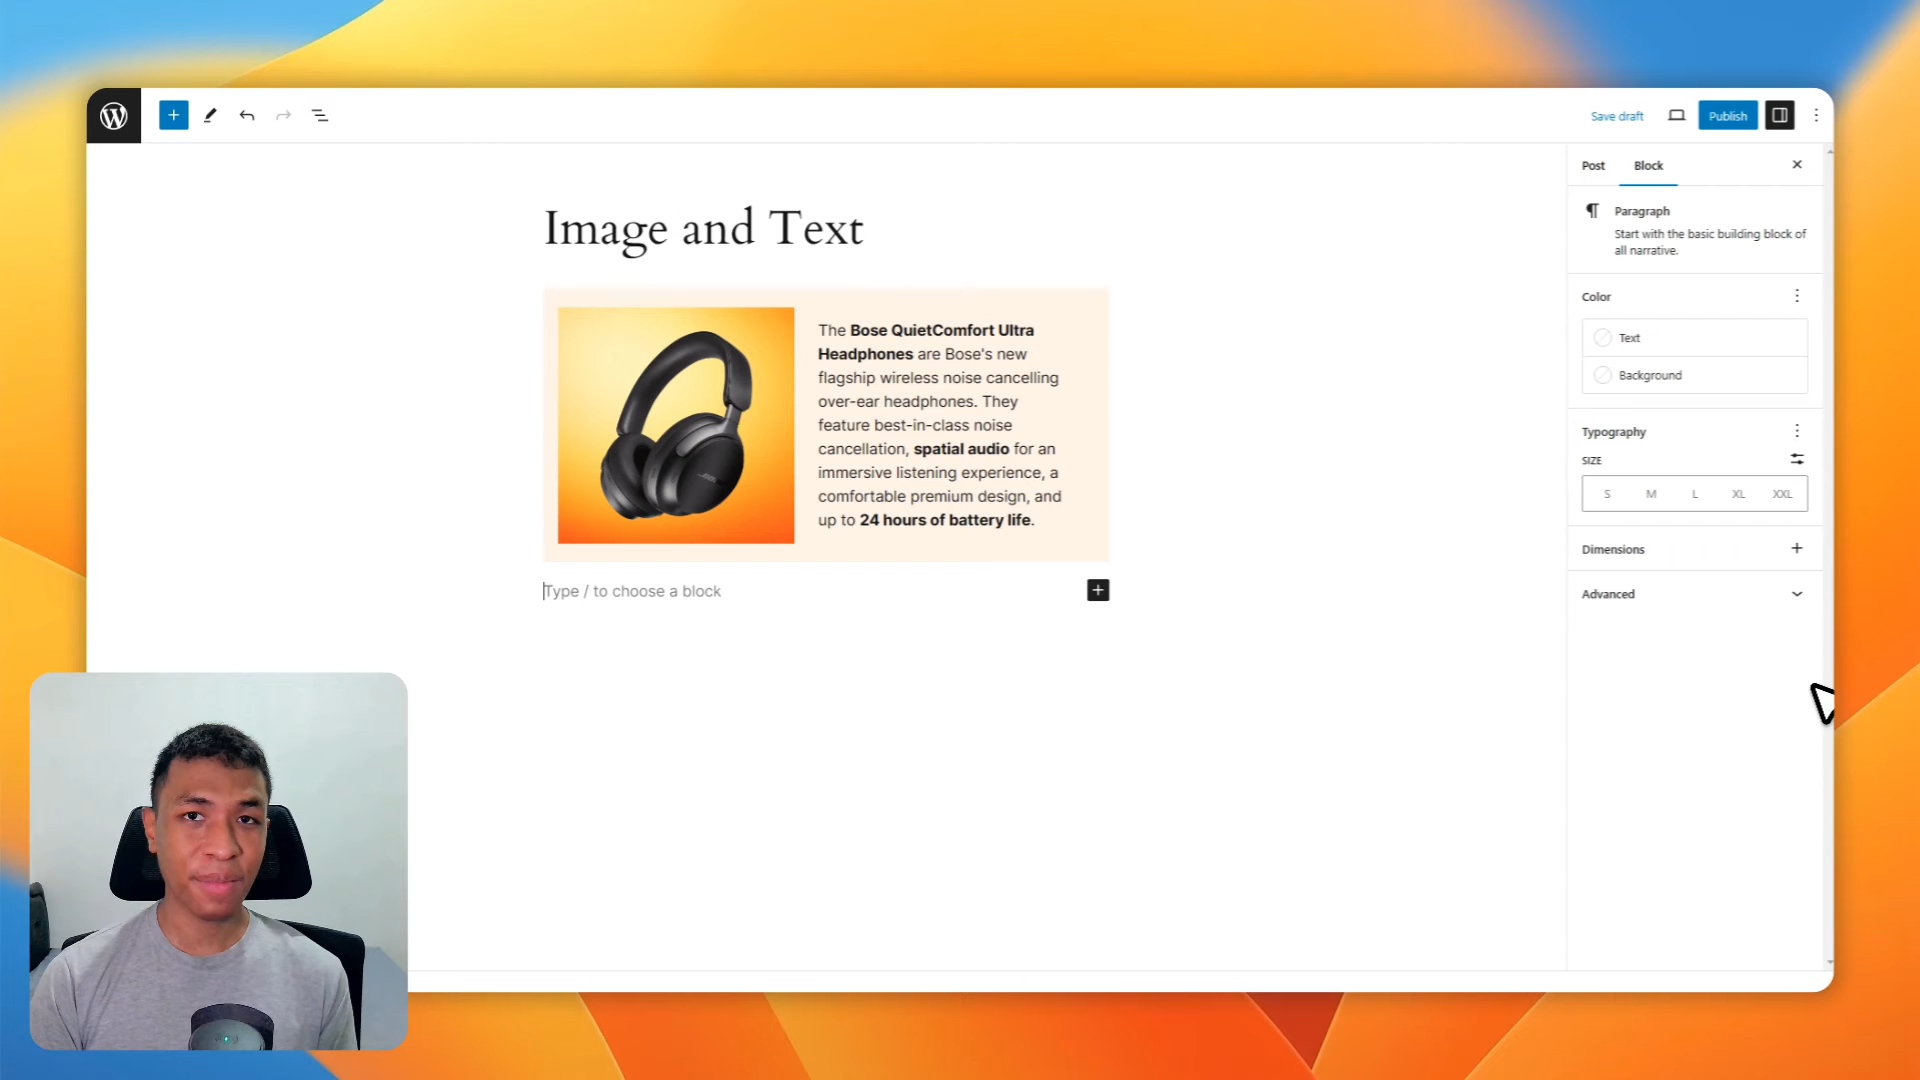 Save draft
Publish
Post
Block
Image and Text
Paragraph
Start with the basic building block of
all narrative.
Color
Text
Background
The Bose QuietComfort Ultra
Headphones are Bose's new
flagship wireless noise cancelling
over-ear headphones. They
feature best-in-class noise
cancellation, spatial audio for an
immersive listening experience, a
comfortable premium design, and
up to 24 hours of battery life.
Typography
SIZE
S M L XL XXL
Dimensions
Advanced
Type / to choose a block